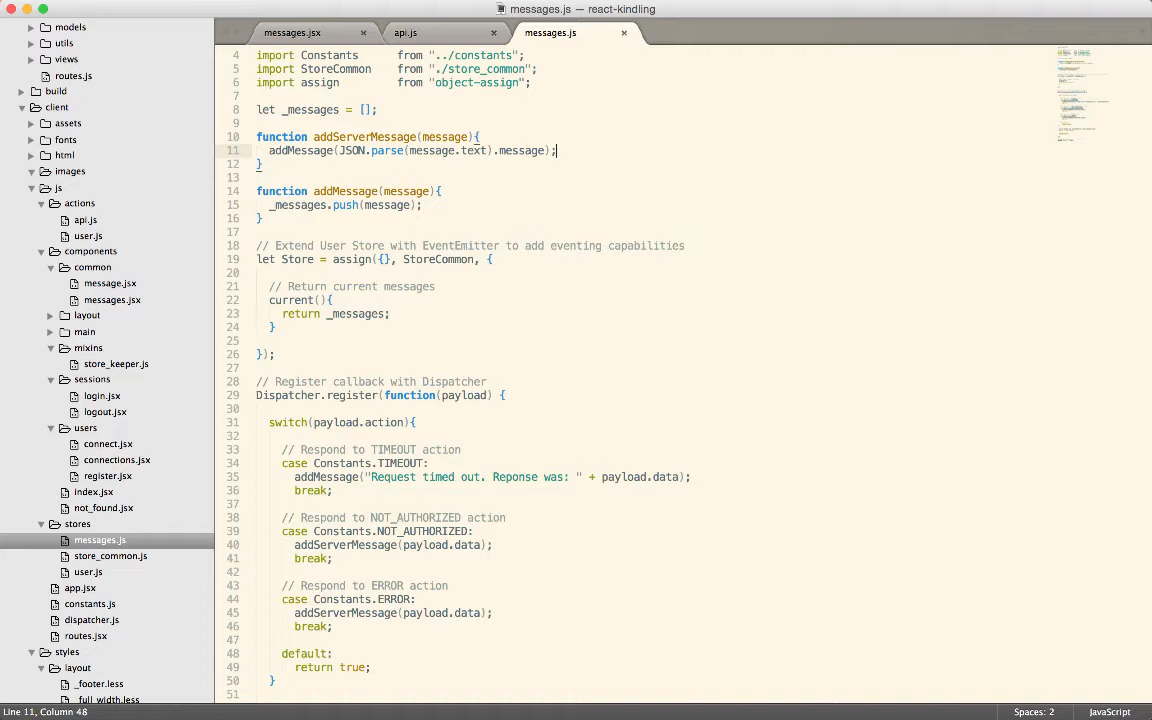 messages.js — react-kindling
models
utils
views
routes.js
build
client
assets
fonts
html
images
js
actions
api.js
user.js
components
common
message.jsx
messages.jsx
layout
main
mixins
store_keeper.js
sessions
login.jsx
logout.jsx
users
connect.jsx
connections.jsx
register.jsx
index.jsx
not_found.jsx
stores
messages.js
store_common.js
user.js
app.jsx
constants.js
dispatcher.js
routes.jsx
styles
layout
_footer.less
_full_width.less
messages.jsx × api.js × messages.js ×
4 import Constants from "../constants";
5 import StoreCommon from "./store_common";
6 import assign from "object-assign";
7
8 let _messages = [];
9
10 function addServerMessage(message){
11 addMessage(JSON.parse(message.text).message);
12 }
13
14 function addMessage(message){
15 _messages.push(message);
16 }
17
18 // Extend User Store with EventEmitter to add eventing capabilities
19 let Store = assign({}, StoreCommon, {
20
21 // Return current messages
22 current(){
23 return _messages;
24 }
25
26 });
27
28 // Register callback with Dispatcher
29 Dispatcher.register(function(payload) {
30
31 switch(payload.action){
32
33 // Respond to TIMEOUT action
34 case Constants.TIMEOUT:
35 addMessage("Request timed out. Reponse was: " + payload.data);
36 break;
37
38 // Respond to NOT_AUTHORIZED action
39 case Constants.NOT_AUTHORIZED:
40 addServerMessage(payload.data);
41 break;
42
43 // Respond to ERROR action
44 case Constants.ERROR:
45 addServerMessage(payload.data);
46 break;
47
48 default:
49 return true;
50 }
51
Line 11, Column 48 Spaces: 2 JavaScript